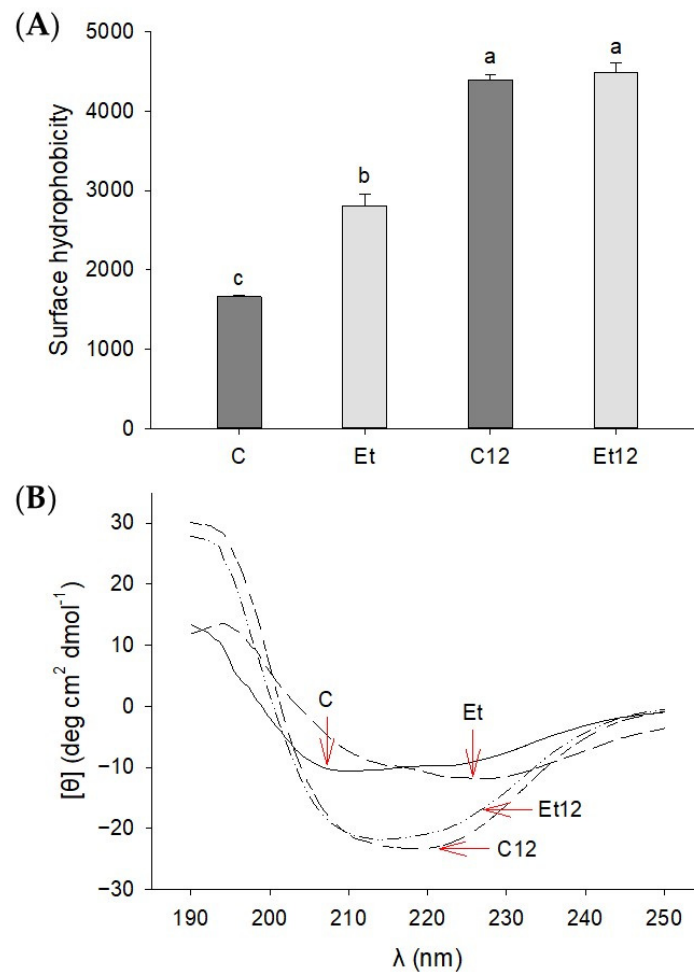 (A)
5000
4000
3000
2000
1000
0
Surface hydrophobicity
c
b
a
a
C Et C12 Et12
(B)
30
20
10
0
−10
−20
−30
[θ] (deg cm² dmol⁻¹)
C
Et
Et12
C12
190 200 210 220 230 240 250
λ (nm)